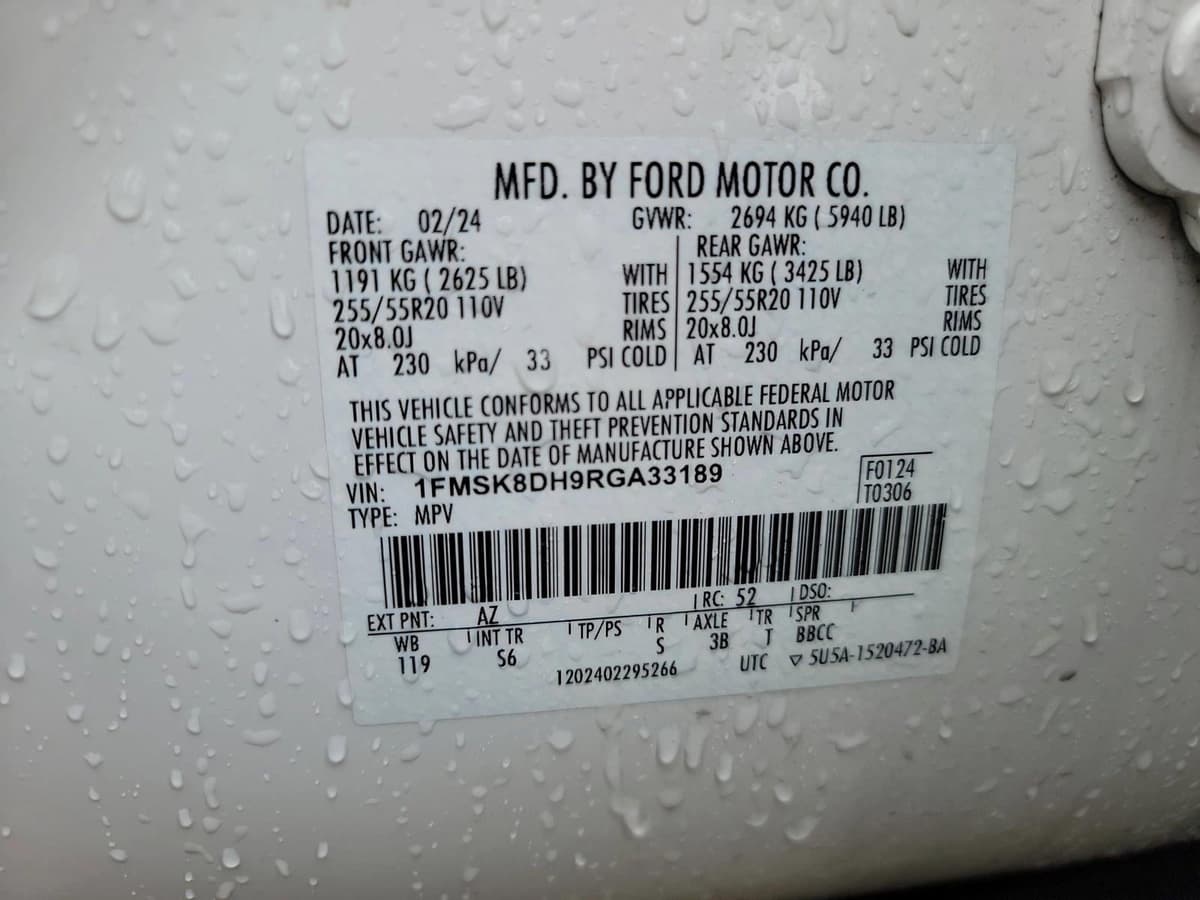 MFD. BY FORD MOTOR CO.
DATE: 02/24 GVWR: 2694 KG ( 5940 LB)
FRONT GAWR: REAR GAWR:
1191 KG ( 2625 LB) WITH 1554 KG ( 3425 LB) WITH
255/55R20 110V TIRES 255/55R20 110V TIRES
20x8.0J RIMS 20x8.0J RIMS
AT 230 kPa/ 33 PSI COLD AT 230 kPa/ 33 PSI COLD
THIS VEHICLE CONFORMS TO ALL APPLICABLE FEDERAL MOTOR
VEHICLE SAFETY AND THEFT PREVENTION STANDARDS IN
EFFECT ON THE DATE OF MANUFACTURE SHOWN ABOVE.
VIN: 1FMSK8DH9RGA33189 F0124
TYPE: MPV T0306
EXT PNT: AZ RC: 52 DSO:
WB INT TR TP/PS R AXLE TR SPR
119 S6 S 3B T BBCC
1202402295266 UTC ▽ 5U5A-1520472-BA